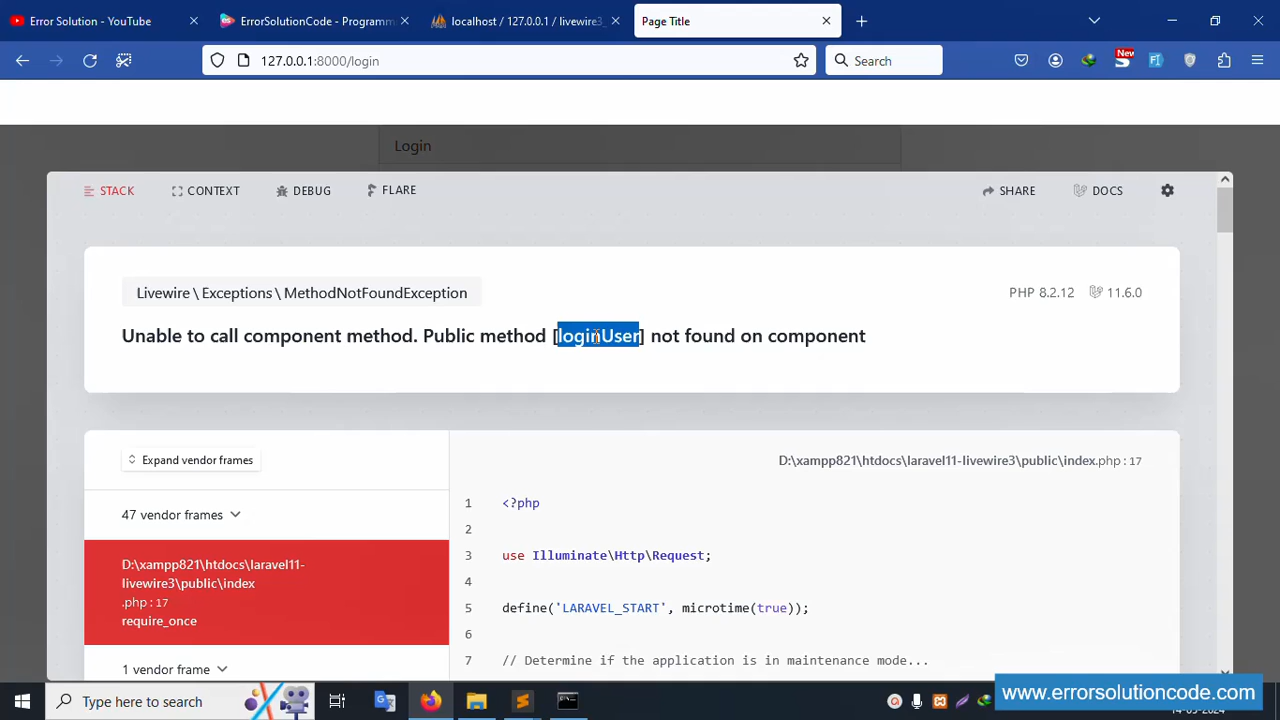 Error Solution - YouTube
ErrorSolutionCode - Programm
localhost / 127.0.0.1 / livewire3_
Page Title
127.0.0.1:8000/login
Search
New
Login
STACK
CONTEXT
DEBUG
FLARE
SHARE
DOCS
Livewire \ Exceptions \ MethodNotFoundException
PHP 8.2.12
11.6.0
Unable to call component method. Public method [loginUser] not found on component
Expand vendor frames
D:\xampp821\htdocs\laravel11-livewire3\public\index.php : 17
47 vendor frames
D:\xampp821\htdocs\laravel11-
livewire3\public\index
.php : 17
require_once
1 vendor frame
1 <?php
2
3 use Illuminate\Http\Request;
4
5 define('LARAVEL_START', microtime(true));
6
7 // Determine if the application is in maintenance mode...
Type here to search
www.errorsolutioncode.com